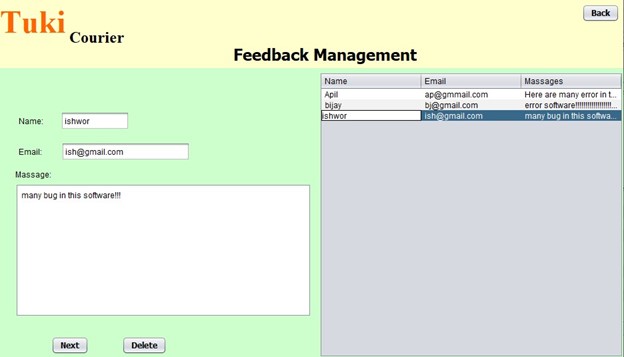 Tuki Courier
Back
Feedback Management
Name: ishwor
Email: ish@gmail.com
Massage:
many bug in this software!!!
Next Delete
Name Email Massages
Apil ap@gmmail.com Here are many error in t...
bijay bj@gmail.com error software!!!!!!!!!!!!!!!!!!...
ishwor ish@gmail.com many bug in this softwa...